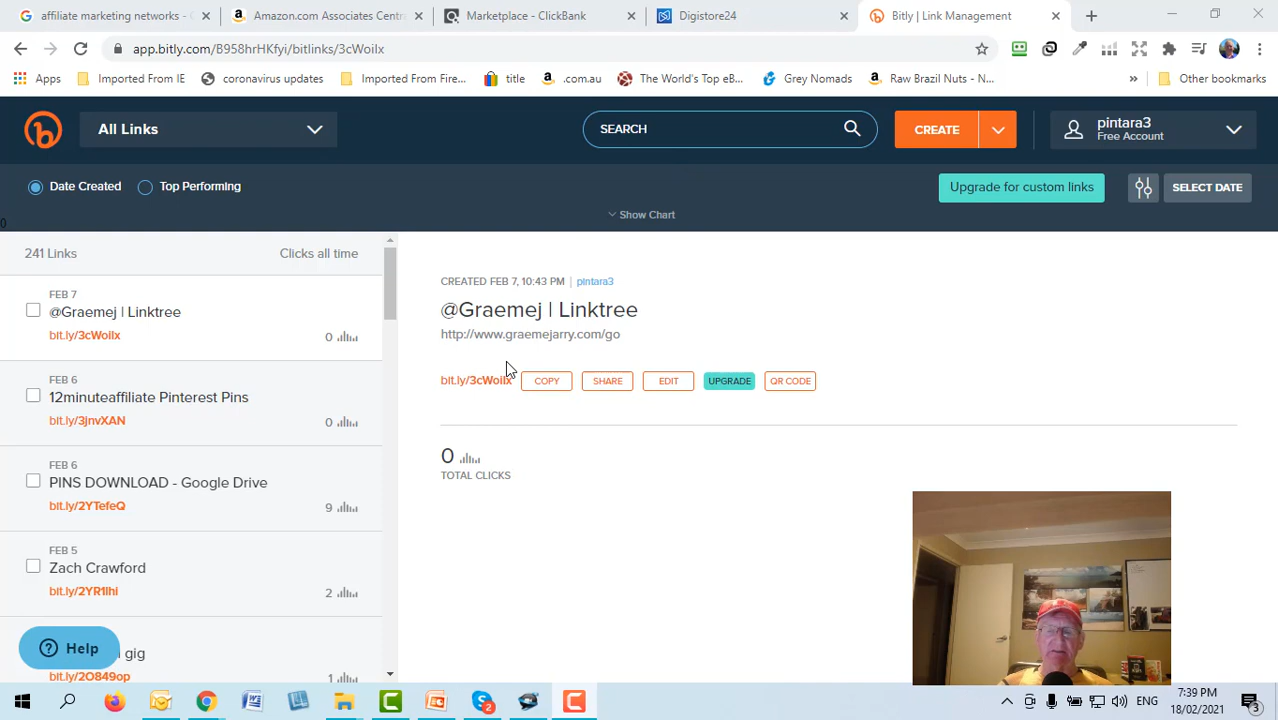 affiliate marketing networks -
Amazon.com Associates Centr
Marketplace - ClickBank
Digistore24
Bitly | Link Management
app.bitly.com/B958hrHKfyi/bitlinks/3cWoiIx
Apps
Imported From IE
coronavirus updates
Imported From Fire...
title
.com.au
The World's Top eB...
Grey Nomads
Raw Brazil Nuts - N...
Other bookmarks
All Links
SEARCH
CREATE
pintara3
Free Account
Date Created
Top Performing
Upgrade for custom links
SELECT DATE
Show Chart
0
241 Links
Clicks all time
FEB 7
@Graemej | Linktree
bit.ly/3cWoiIx
0
FEB 6
12minuteaffiliate Pinterest Pins
bit.ly/3jnvXAN
0
FEB 6
PINS DOWNLOAD - Google Drive
bit.ly/2YTefeQ
9
FEB 5
Zach Crawford
bit.ly/2YR1lhi
2
gig
bit.ly/2O849op
1
Help
CREATED FEB 7, 10:43 PM | pintara3
@Graemej | Linktree
http://www.graemejarry.com/go
bit.ly/3cWoiIx
COPY
SHARE
EDIT
UPGRADE
QR CODE
0
TOTAL CLICKS
2
ENG
7:39 PM
18/02/2021
3